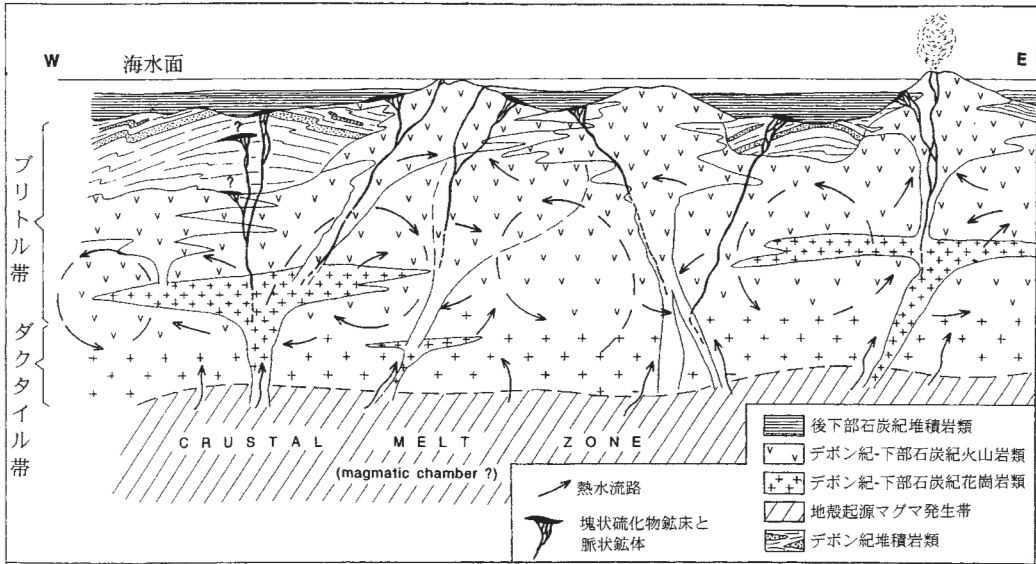 W
海水面
E
?
?
ブリトル帯
ダクタイル帯
CRUSTAL MELT ZONE
(magmatic chamber ?)
熱水流路
塊状硫化物鉱床と
脈状鉱体
後下部石炭紀堆積岩類
デボン紀-下部石炭紀火山岩類
デボン紀-下部石炭紀花崗岩類
地殻起源マグマ発生帯
デボン紀堆積岩類